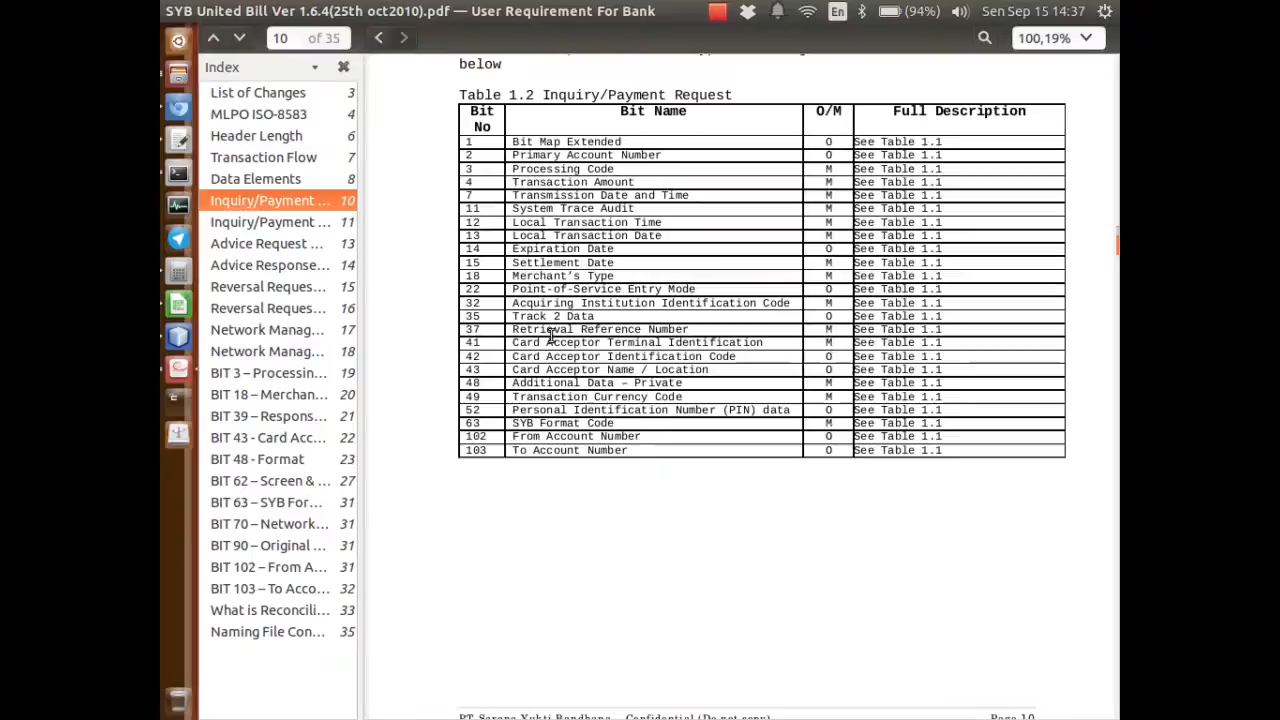 SYB United Bill Ver 1.6.4(25th oct2010).pdf — User Requirement For Bank
En (94%) Sen Sep 15 14:37
10 of 35
100,19%
Index
List of Changes 3
MLPO ISO-8583 4
Header Length 6
Transaction Flow 7
Data Elements 8
Inquiry/Payment ... 10
Inquiry/Payment ... 11
Advice Request ... 13
Advice Response... 14
Reversal Reques... 15
Reversal Reques... 16
Network Manag... 17
Network Manag... 18
BIT 3 – Processin... 19
BIT 18 – Merchan... 20
BIT 39 – Respons... 21
BIT 43 - Card Acc... 22
BIT 48 - Format 23
BIT 62 – Screen & ... 27
BIT 63 – SYB For... 31
BIT 70 – Network... 31
BIT 90 – Original ... 31
BIT 102 – From A... 31
BIT 103 – To Acco... 32
What is Reconcili... 33
Naming File Con... 35
below
Table 1.2 Inquiry/Payment Request
Bit No Bit Name O/M Full Description
1 Bit Map Extended O See Table 1.1
2 Primary Account Number O See Table 1.1
3 Processing Code M See Table 1.1
4 Transaction Amount M See Table 1.1
7 Transmission Date and Time M See Table 1.1
11 System Trace Audit M See Table 1.1
12 Local Transaction Time M See Table 1.1
13 Local Transaction Date M See Table 1.1
14 Expiration Date O See Table 1.1
15 Settlement Date M See Table 1.1
18 Merchant's Type M See Table 1.1
22 Point-of-Service Entry Mode O See Table 1.1
32 Acquiring Institution Identification Code M See Table 1.1
35 Track 2 Data O See Table 1.1
37 Retrieval Reference Number M See Table 1.1
41 Card Acceptor Terminal Identification M See Table 1.1
42 Card Acceptor Identification Code O See Table 1.1
43 Card Acceptor Name / Location O See Table 1.1
48 Additional Data – Private M See Table 1.1
49 Transaction Currency Code M See Table 1.1
52 Personal Identification Number (PIN) data O See Table 1.1
63 SYB Format Code M See Table 1.1
102 From Account Number O See Table 1.1
103 To Account Number O See Table 1.1